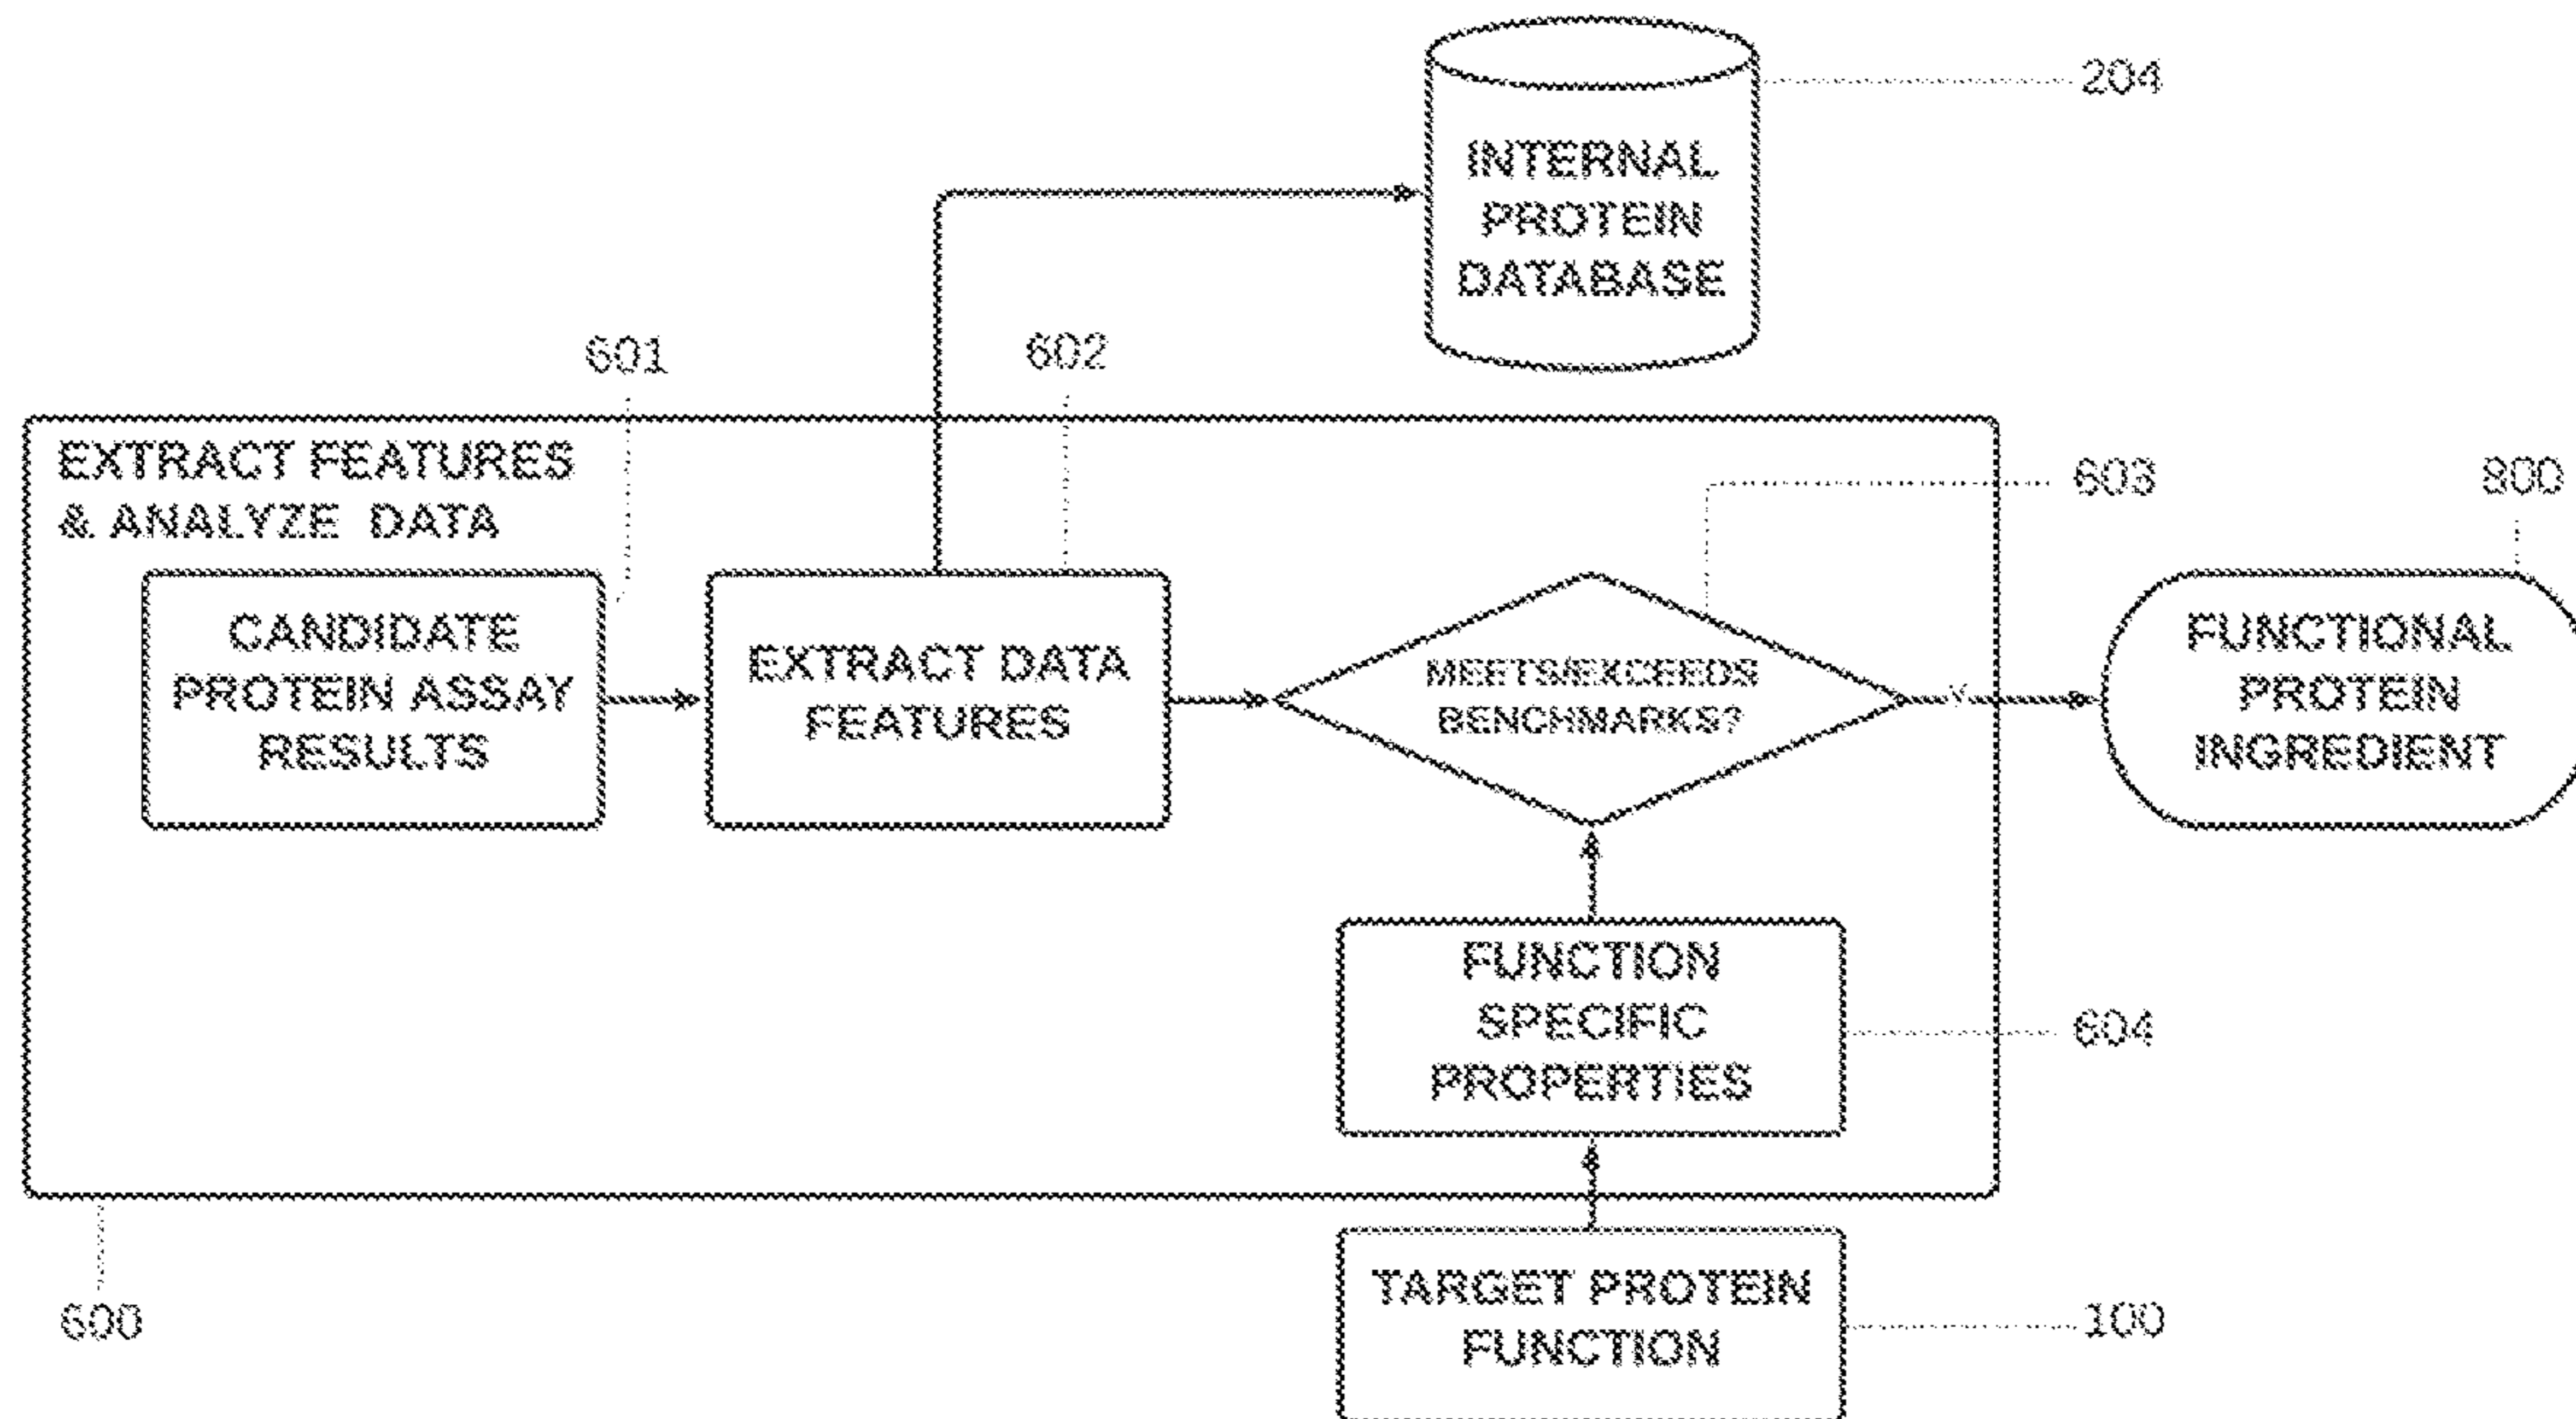 204
INTERNAL
PROTEIN
DATABASE
601
602
EXTRACT FEATURES
& ANALYZE DATA
603
800
CANDIDATE
PROTEIN ASSAY
RESULTS
EXTRACT DATA
FEATURES
MEETS/EXCEEDS
BENCHMARKS?
Y
FUNCTIONAL
PROTEIN
INGREDIENT
FUNCTION
SPECIFIC
PROPERTIES
604
600
TARGET PROTEIN
FUNCTION
100